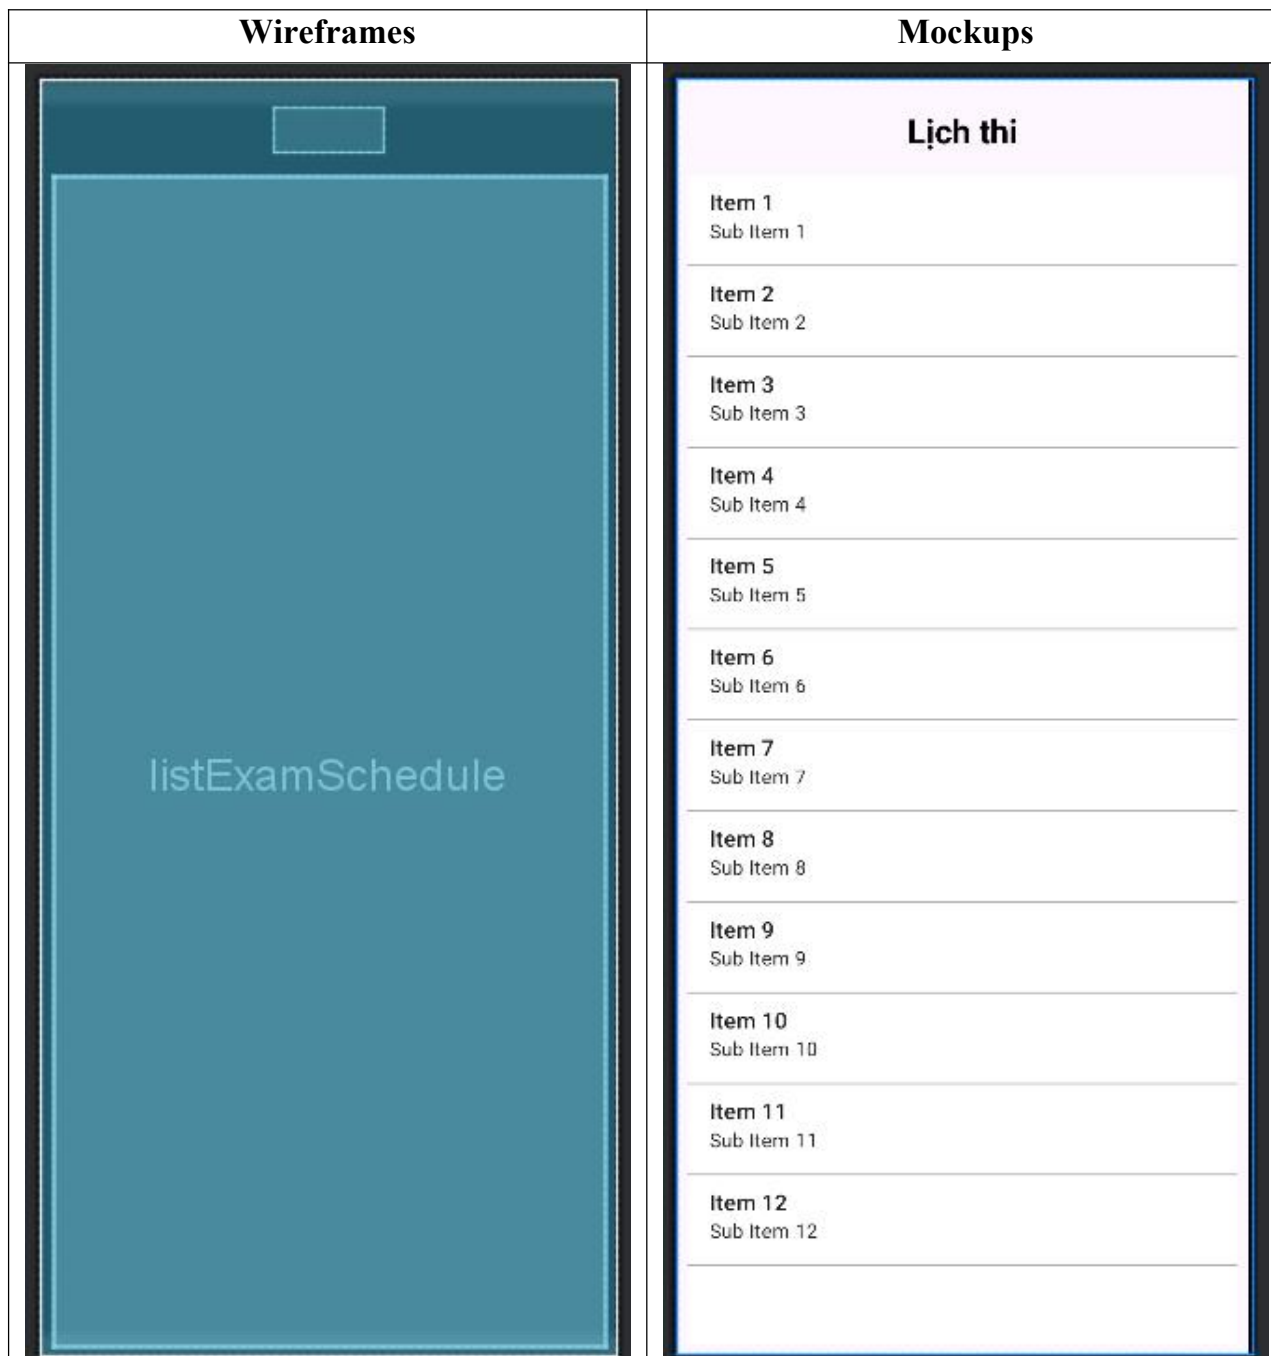 Wireframes
Mockups
listExamSchedule
Lịch thi
Item 1
Sub Item 1
Item 2
Sub Item 2
Item 3
Sub Item 3
Item 4
Sub Item 4
Item 5
Sub Item 5
Item 6
Sub Item 6
Item 7
Sub Item 7
Item 8
Sub Item 8
Item 9
Sub Item 9
Item 10
Sub Item 10
Item 11
Sub Item 11
Item 12
Sub Item 12